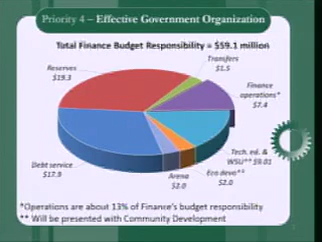 Priority 4 – Effective Government Organization
Total Finance Budget Responsibility = $59.1 million
Transfers
$1.5
Reserves
$19.3
Finance
operations*
$7.4
Tech. ed. &
WSU** $9.01
Eco devo**
$2.0
Arena
$2.0
Debt service
$17.9
*Operations are about 13% of Finance's budget responsibility
** Will be presented with Community Development